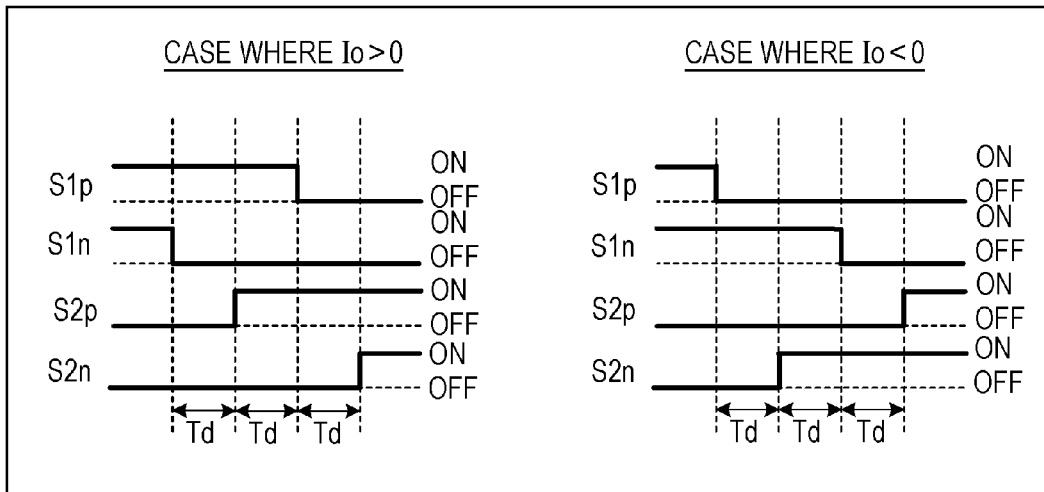 CASE WHERE Io > 0
S1p ON OFF
S1n ON OFF
S2p ON OFF
S2n ON OFF
Td Td Td
CASE WHERE Io < 0
S1p ON OFF
S1n ON OFF
S2p ON OFF
S2n ON OFF
Td Td Td